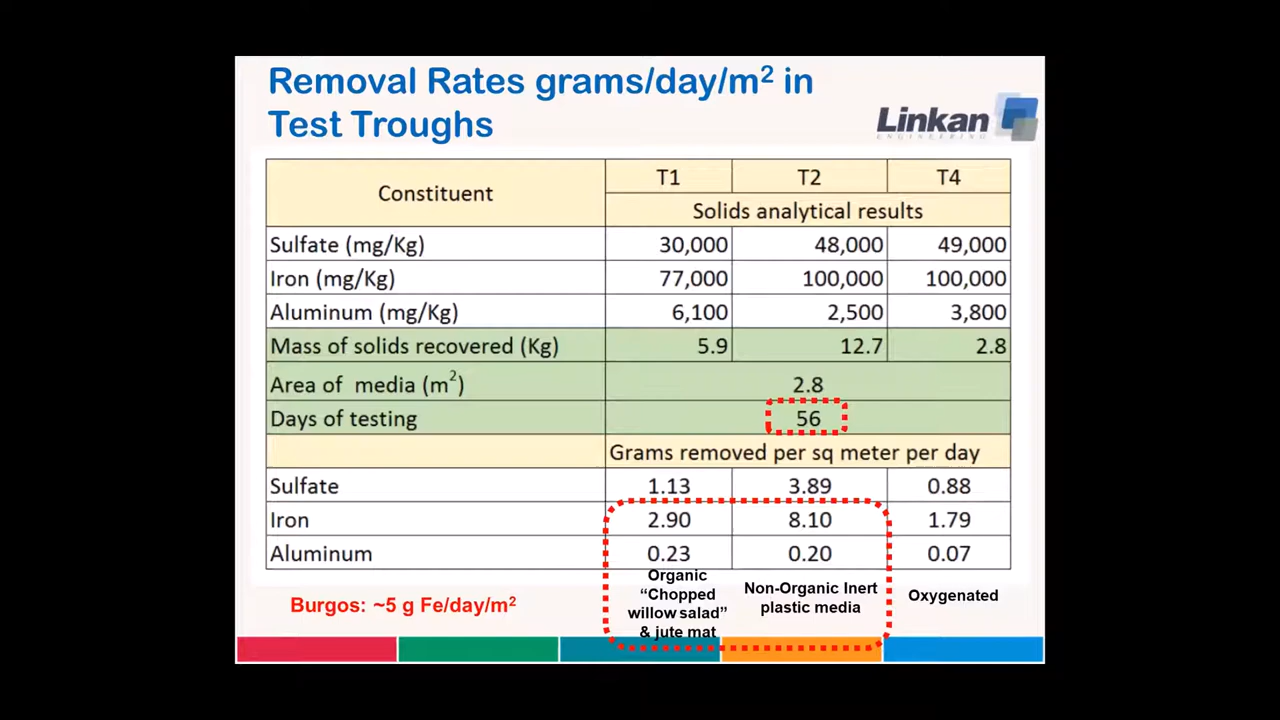 Removal Rates grams/day/m² in
Test Troughs
Linkan
ENGINEERING
Constituent T1 T2 T4
Solids analytical results
Sulfate (mg/Kg) 30,000 48,000 49,000
Iron (mg/Kg) 77,000 100,000 100,000
Aluminum (mg/Kg) 6,100 2,500 3,800
Mass of solids recovered (Kg) 5.9 12.7 2.8
Area of media (m²) 2.8
Days of testing 56
Grams removed per sq meter per day
Sulfate 1.13 3.89 0.88
Iron 2.90 8.10 1.79
Aluminum 0.23 0.20 0.07
Organic
“Chopped
willow salad”
& jute mat
Non-Organic Inert
plastic media
Oxygenated
Burgos: ~5 g Fe/day/m²